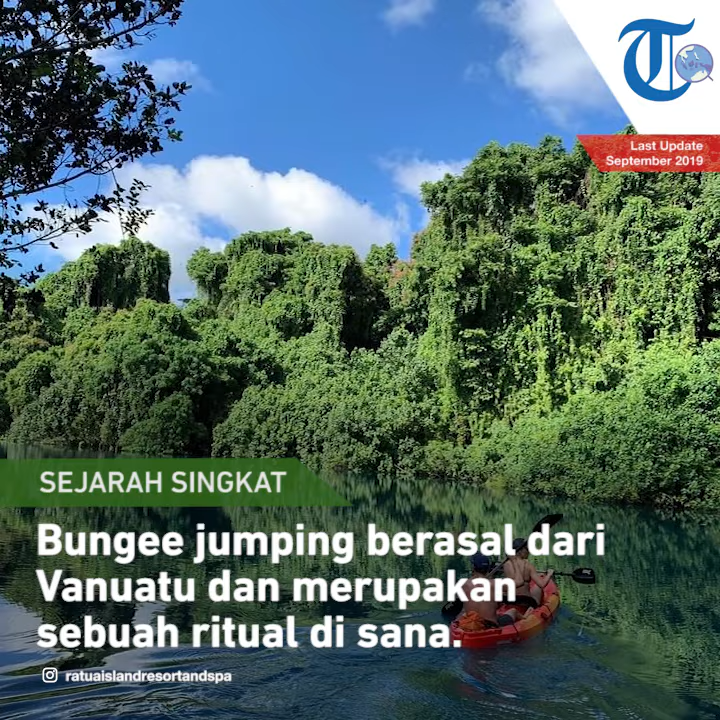 T
Last Update
September 2019
SEJARAH SINGKAT
Bungee jumping berasal dari
Vanuatu dan merupakan
sebuah ritual di sana.
ratuaislandresortandspa